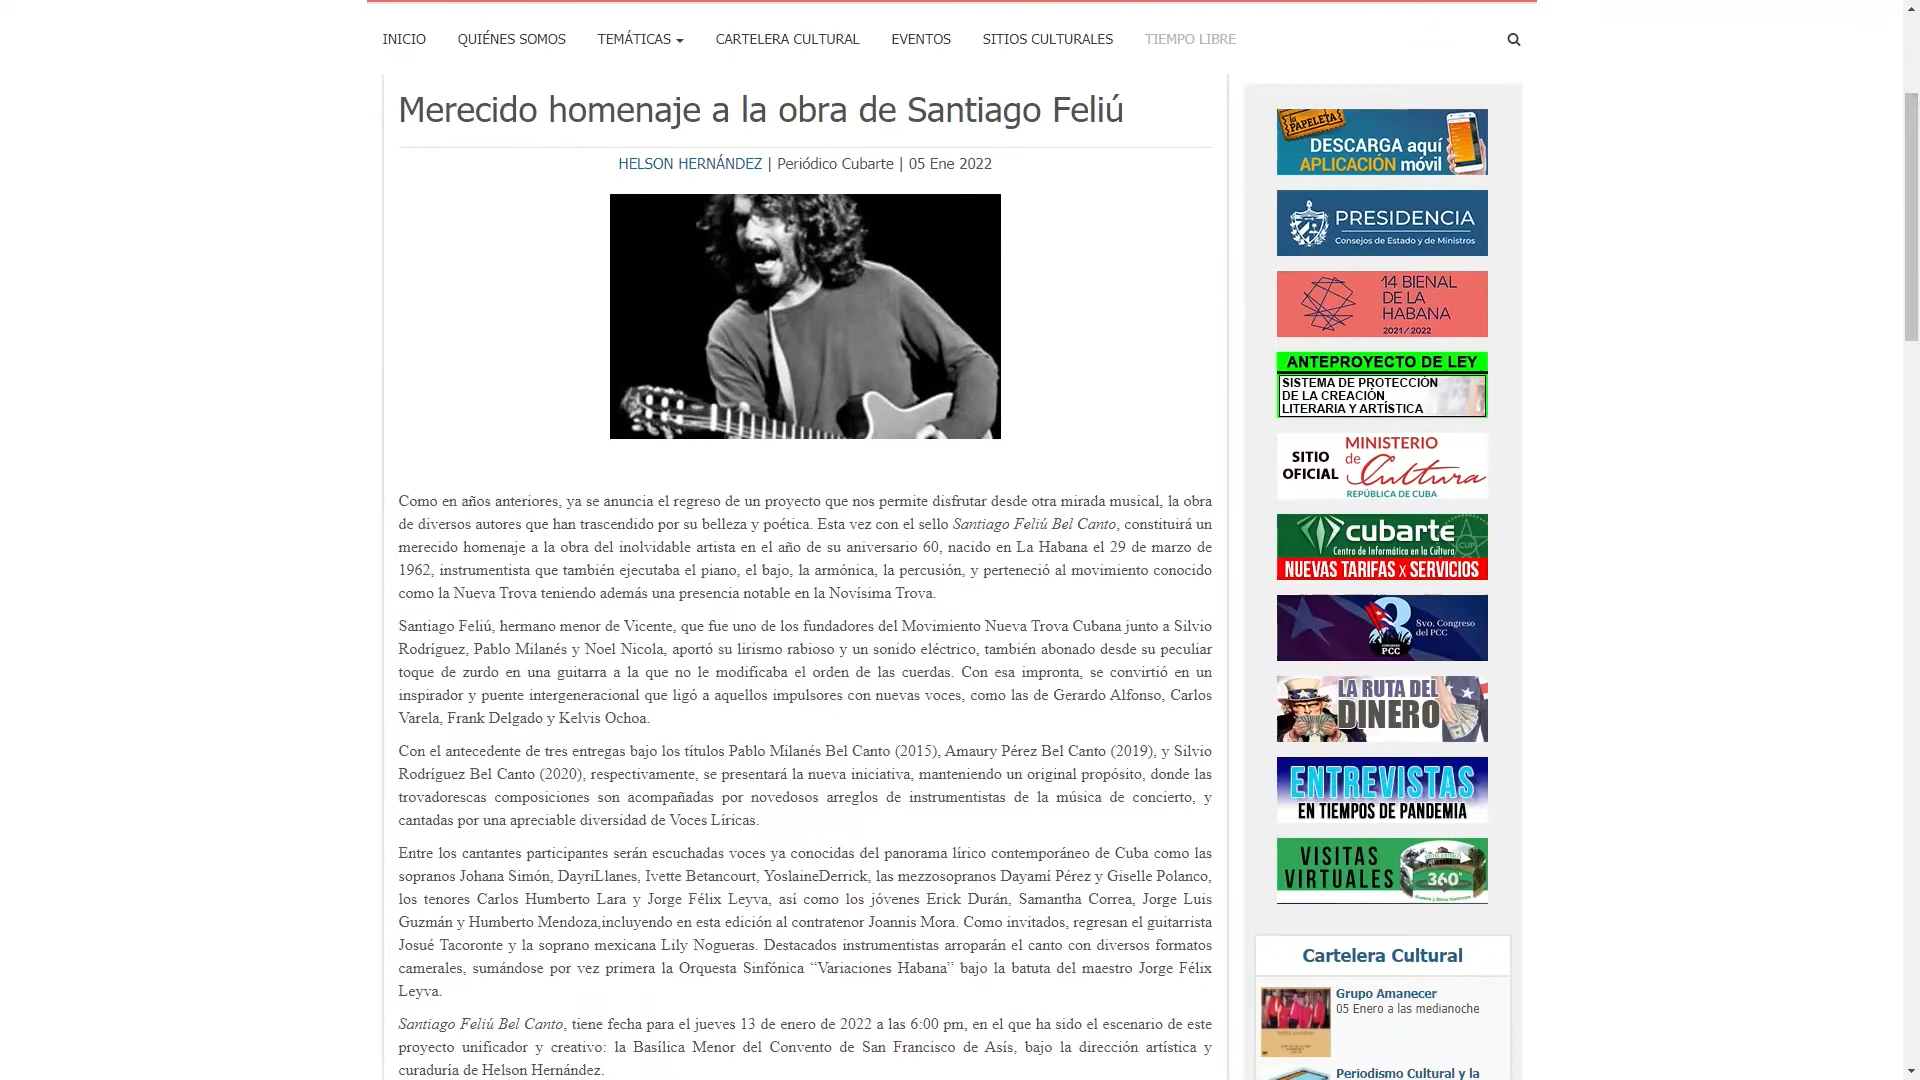 INICIO QUIÉNES SOMOS TEMÁTICAS CARTELERA CULTURAL EVENTOS SITIOS CULTURALES TIEMPO LIBRE
Merecido homenaje a la obra de Santiago Feliú
HELSON HERNÁNDEZ | Periódico Cubarte | 05 Ene 2022
Como en años anteriores, ya se anuncia el regreso de un proyecto que nos permite disfrutar desde otra mirada musical, la obra
de diversos autores que han trascendido por su belleza y poética. Esta vez con el sello Santiago Feliú Bel Canto, constituirá un
merecido homenaje a la obra del inolvidable artista en el año de su aniversario 60, nacido en La Habana el 29 de marzo de
1962, instrumentista que también ejecutaba el piano, el bajo, la armónica, la percusión, y perteneció al movimiento conocido
como la Nueva Trova teniendo además una presencia notable en la Novísima Trova.
Santiago Feliú, hermano menor de Vicente, que fue uno de los fundadores del Movimiento Nueva Trova Cubana junto a Silvio
Rodríguez, Pablo Milanés y Noel Nicola, aportó su lirismo rabioso y un sonido eléctrico, también abonado desde su peculiar
toque de zurdo en una guitarra a la que no le modificaba el orden de las cuerdas. Con esa impronta, se convirtió en un
inspirador y puente intergeneracional que ligó a aquellos impulsores con nuevas voces, como las de Gerardo Alfonso, Carlos
Varela, Frank Delgado y Kelvis Ochoa.
Con el antecedente de tres entregas bajo los títulos Pablo Milanés Bel Canto (2015), Amaury Pérez Bel Canto (2019), y Silvio
Rodríguez Bel Canto (2020), respectivamente, se presentará la nueva iniciativa, manteniendo un original propósito, donde las
trovadorescas composiciones son acompañadas por novedosos arreglos de instrumentistas de la música de concierto, y
cantadas por una apreciable diversidad de Voces Líricas.
Entre los cantantes participantes serán escuchadas voces ya conocidas del panorama lírico contemporáneo de Cuba como las
sopranos Johana Simón, DayriLlanes, Ivette Betancourt, YoslaineDerrick, las mezzosopranos Dayamí Pérez y Giselle Polanco,
los tenores Carlos Humberto Lara y Jorge Félix Leyva, así como los jóvenes Erick Durán, Samantha Correa, Jorge Luis
Guzmán y Humberto Mendoza,incluyendo en esta edición al contratenor Joannis Mora. Como invitados, regresan el guitarrista
Josué Tacoronte y la soprano mexicana Lily Nogueras. Destacados instrumentistas arroparán el canto con diversos formatos
camerales, sumándose por vez primera la Orquesta Sinfónica “Variaciones Habana” bajo la batuta del maestro Jorge Félix
Leyva.
Santiago Feliú Bel Canto, tiene fecha para el jueves 13 de enero de 2022 a las 6:00 pm, en el que ha sido el escenario de este
proyecto unificador y creativo: la Basílica Menor del Convento de San Francisco de Asís, bajo la dirección artística y
curaduría de Helson Hernández.
la PAPELETA
DESCARGA aquí
APLICACIÓN móvil
PRESIDENCIA
Consejos de Estado y de Ministros
14 BIENAL
DE LA
HABANA
2021/2022
ANTEPROYECTO DE LEY
SISTEMA DE PROTECCIÓN
DE LA CREACIÓN
LITERARIA Y ARTÍSTICA
SITIO
OFICIAL
MINISTERIO
de Cultura
REPÚBLICA DE CUBA
cubarte
Centro de Informática en la Cultura
CUP
NUEVAS TARIFAS x SERVICIOS
8
8vo. Congreso
del PCC
PCC
LA RUTA DEL
DINERO
ENTREVISTAS
EN TIEMPOS DE PANDEMIA
VISITAS
VIRTUALES
360°
Cartelera Cultural
Grupo Amanecer
05 Enero a las medianoche
Periodismo Cultural y la